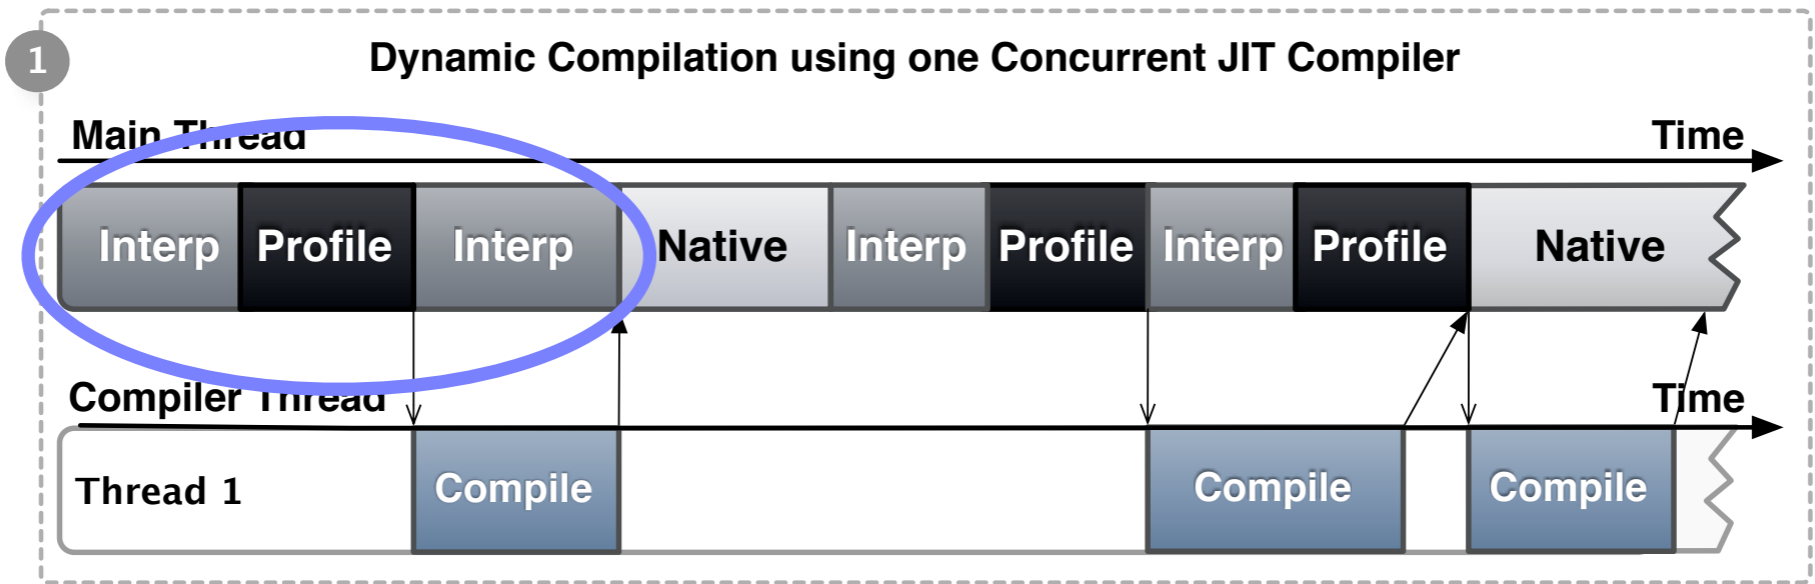 1
Dynamic Compilation using one Concurrent JIT Compiler
Main Thread Time
Interp Profile Interp Native Interp Profile Interp Profile Native
Compiler Thread Time
Thread 1 Compile Compile Compile